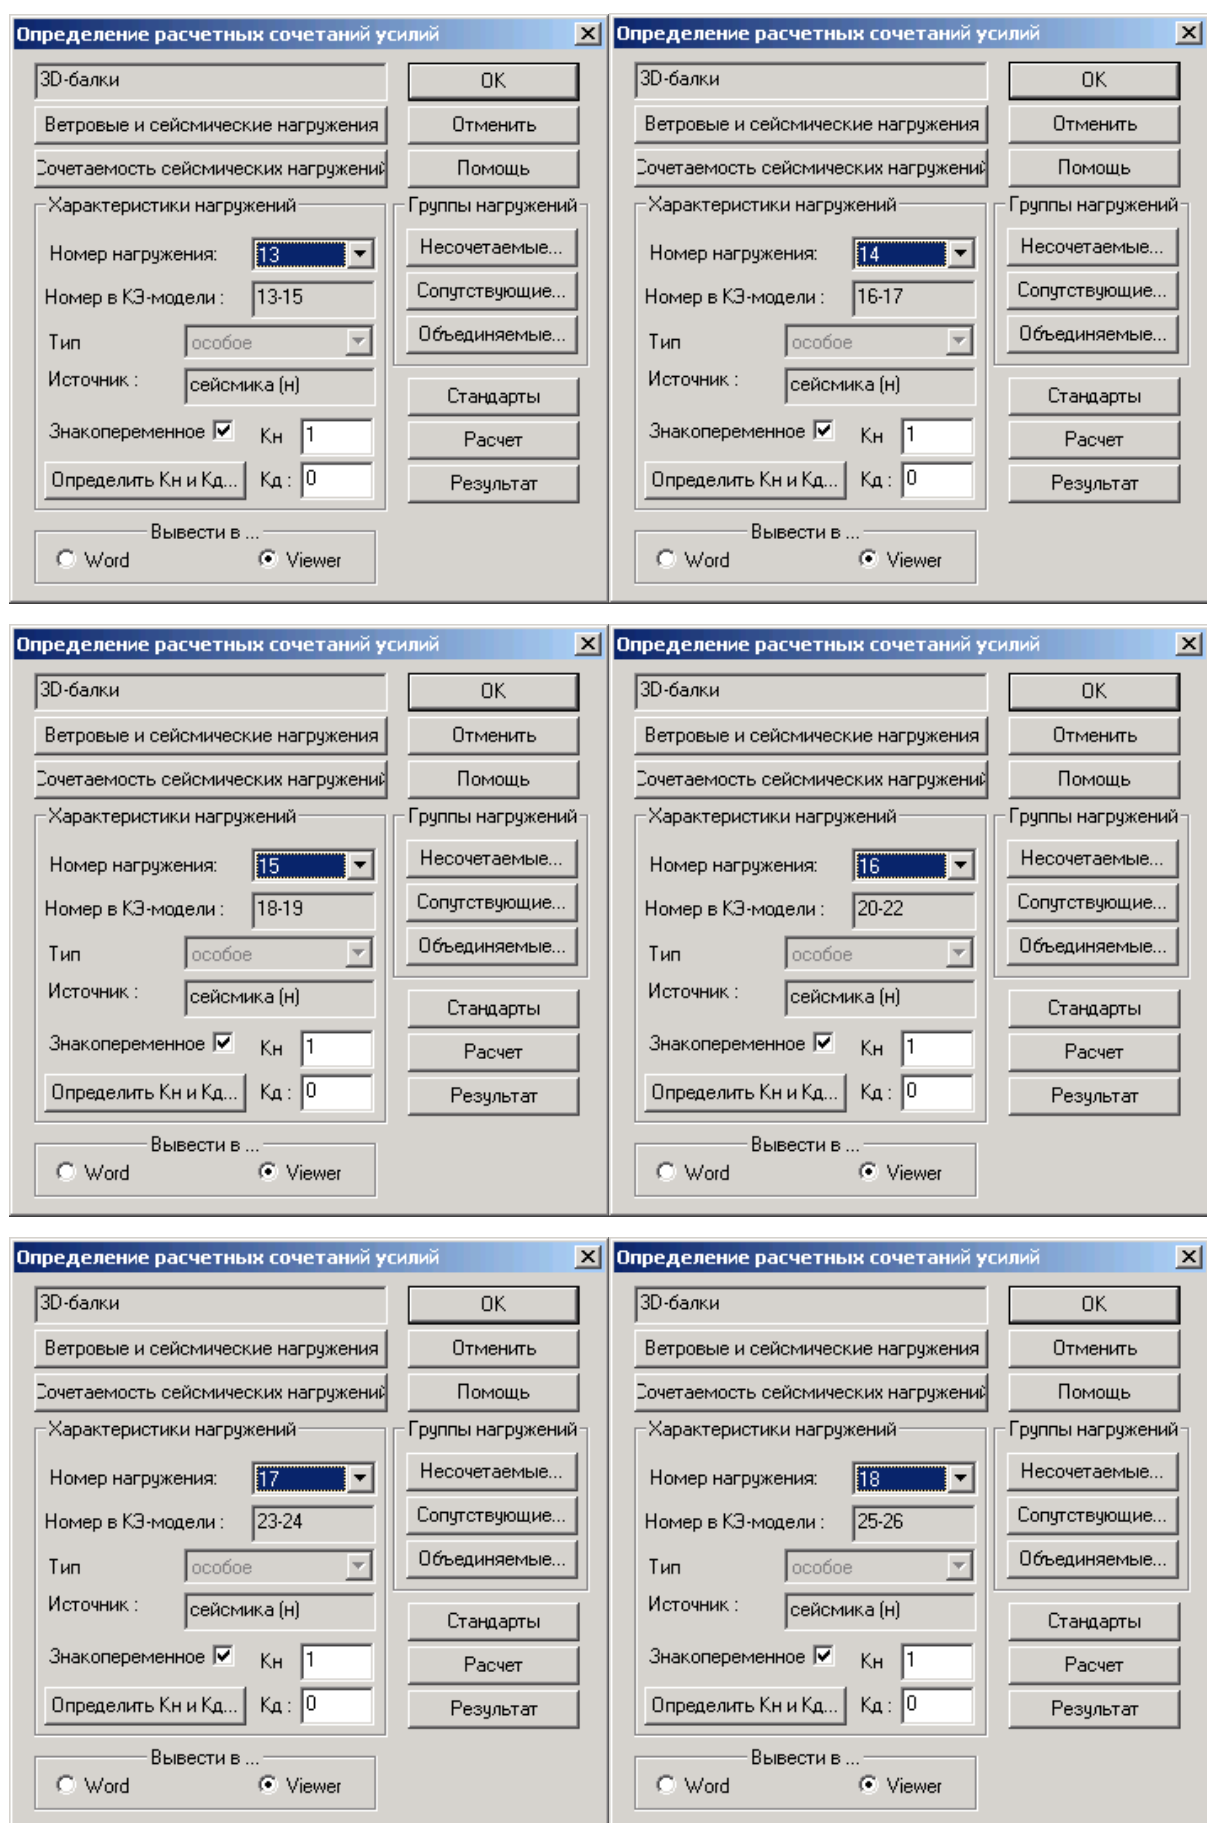 Определение расчетных сочетаний усилий
3D-балки
OK
Ветровые и сейсмические нагружения
Отменить
Сочетаемость сейсмических нагружений
Помощь
Характеристики нагружений
Группы нагружений
Номер нагружения: 13
Несочетаемые...
Номер в КЭ-модели : 13-15
Сопутствующие...
Тип особое
Объединяемые...
Источник : сейсмика (н)
Стандарты
Знакопеременное Кн 1
Расчет
Определить Кн и Кд... Кд : 0
Результат
Вывести в ...
Word Viewer
Определение расчетных сочетаний усилий
3D-балки
OK
Ветровые и сейсмические нагружения
Отменить
Сочетаемость сейсмических нагружений
Помощь
Характеристики нагружений
Группы нагружений
Номер нагружения: 14
Несочетаемые...
Номер в КЭ-модели : 16-17
Сопутствующие...
Тип особое
Объединяемые...
Источник : сейсмика (н)
Стандарты
Знакопеременное Кн 1
Расчет
Определить Кн и Кд... Кд : 0
Результат
Вывести в ...
Word Viewer
Определение расчетных сочетаний усилий
3D-балки
OK
Ветровые и сейсмические нагружения
Отменить
Сочетаемость сейсмических нагружений
Помощь
Характеристики нагружений
Группы нагружений
Номер нагружения: 15
Несочетаемые...
Номер в КЭ-модели : 18-19
Сопутствующие...
Тип особое
Объединяемые...
Источник : сейсмика (н)
Стандарты
Знакопеременное Кн 1
Расчет
Определить Кн и Кд... Кд : 0
Результат
Вывести в ...
Word Viewer
Определение расчетных сочетаний усилий
3D-балки
OK
Ветровые и сейсмические нагружения
Отменить
Сочетаемость сейсмических нагружений
Помощь
Характеристики нагружений
Группы нагружений
Номер нагружения: 16
Несочетаемые...
Номер в КЭ-модели : 20-22
Сопутствующие...
Тип особое
Объединяемые...
Источник : сейсмика (н)
Стандарты
Знакопеременное Кн 1
Расчет
Определить Кн и Кд... Кд : 0
Результат
Вывести в ...
Word Viewer
Определение расчетных сочетаний усилий
3D-балки
OK
Ветровые и сейсмические нагружения
Отменить
Сочетаемость сейсмических нагружений
Помощь
Характеристики нагружений
Группы нагружений
Номер нагружения: 17
Несочетаемые...
Номер в КЭ-модели : 23-24
Сопутствующие...
Тип особое
Объединяемые...
Источник : сейсмика (н)
Стандарты
Знакопеременное Кн 1
Расчет
Определить Кн и Кд... Кд : 0
Результат
Вывести в ...
Word Viewer
Определение расчетных сочетаний усилий
3D-балки
OK
Ветровые и сейсмические нагружения
Отменить
Сочетаемость сейсмических нагружений
Помощь
Характеристики нагружений
Группы нагружений
Номер нагружения: 18
Несочетаемые...
Номер в КЭ-модели : 25-26
Сопутствующие...
Тип особое
Объединяемые...
Источник : сейсмика (н)
Стандарты
Знакопеременное Кн 1
Расчет
Определить Кн и Кд... Кд : 0
Результат
Вывести в ...
Word Viewer